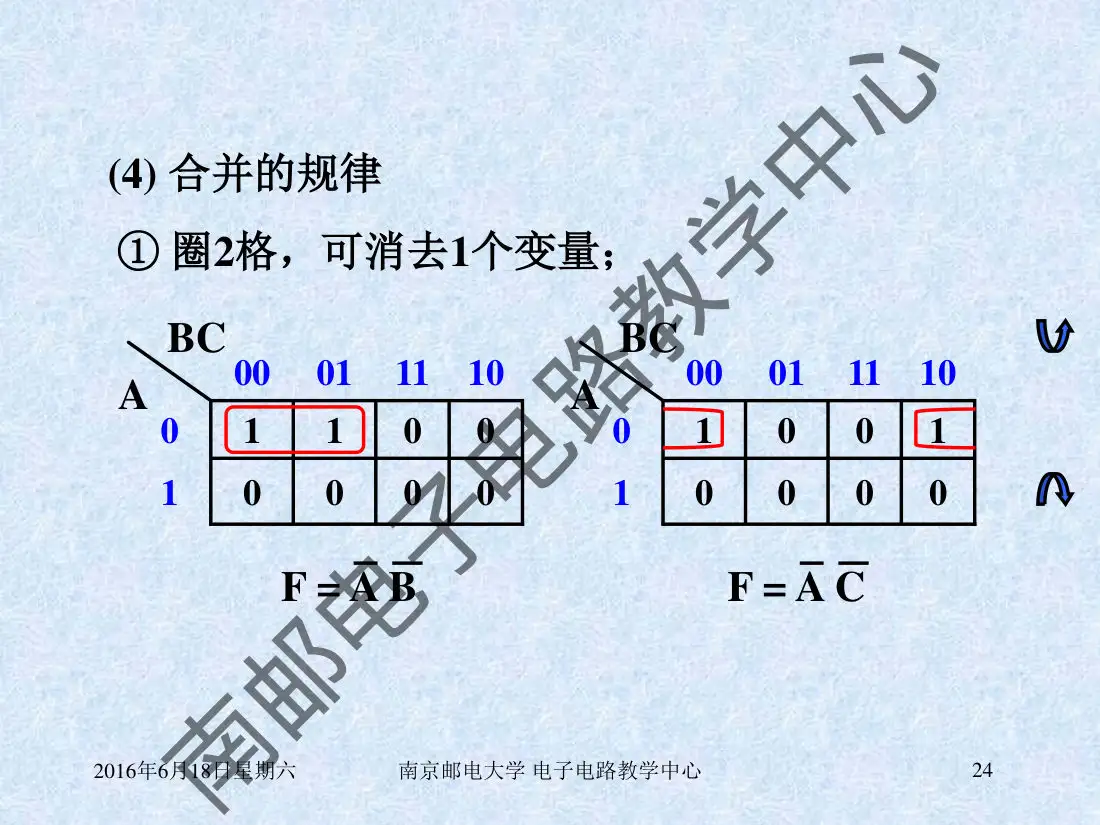 (4) 合并的规律
① 圈2格，可消去1个变量；
BC
A
00 01 11 10
0 1 1 0 0
1 0 0 0 0
F = A̅ B̅
BC
A
00 01 11 10
0 1 0 0 1
1 0 0 0 0
F = A̅ C̅
南邮电子电路教学中心
2016年6月18日星期六
南京邮电大学 电子电路教学中心
24